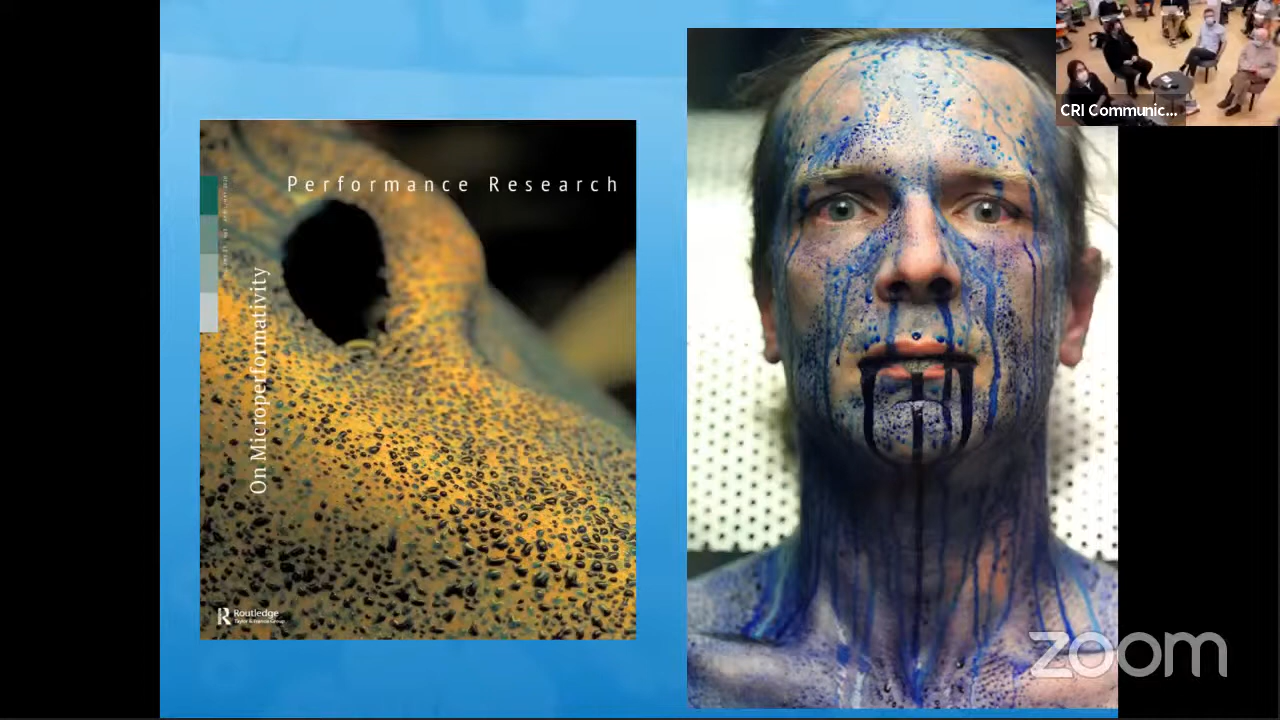 Performance Research
On Microperformativity
Routledge
Taylor & Francis Group
CRI Communic...
zoom